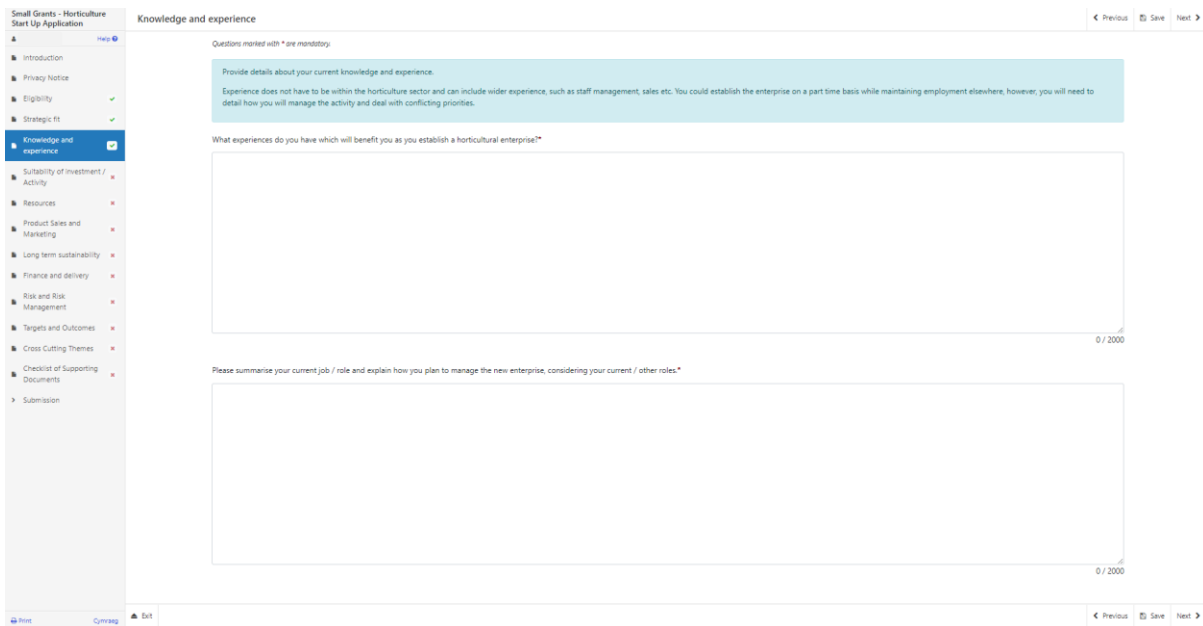 Small Grants - Horticulture
Start Up Application
Knowledge and experience
Previous
Save
Next
Help
Introduction
Privacy Notice
Eligibility
Strategic fit
Knowledge and
experience
Suitability of Investment /
Activity
Resources
Product Sales and
Marketing
Long term sustainability
Finance and delivery
Risk and Risk
Management
Targets and Outcomes
Cross Cutting Themes
Checklist of Supporting
Documents
Submission
Questions marked with * are mandatory.
Provide details about your current knowledge and experience.
Experience does not have to be within the horticulture sector and can include wider experience, such as staff management, sales etc. You could establish the enterprise on a part time basis while maintaining employment elsewhere, however, you will need to
detail how you will manage the activity and deal with conflicting priorities.
What experiences do you have which will benefit you as you establish a horticultural enterprise?*
0 / 2000
Please summarise your current job / role and explain how you plan to manage the new enterprise, considering your current / other roles.*
0 / 2000
Print
Cymraeg
Exit
Previous
Save
Next